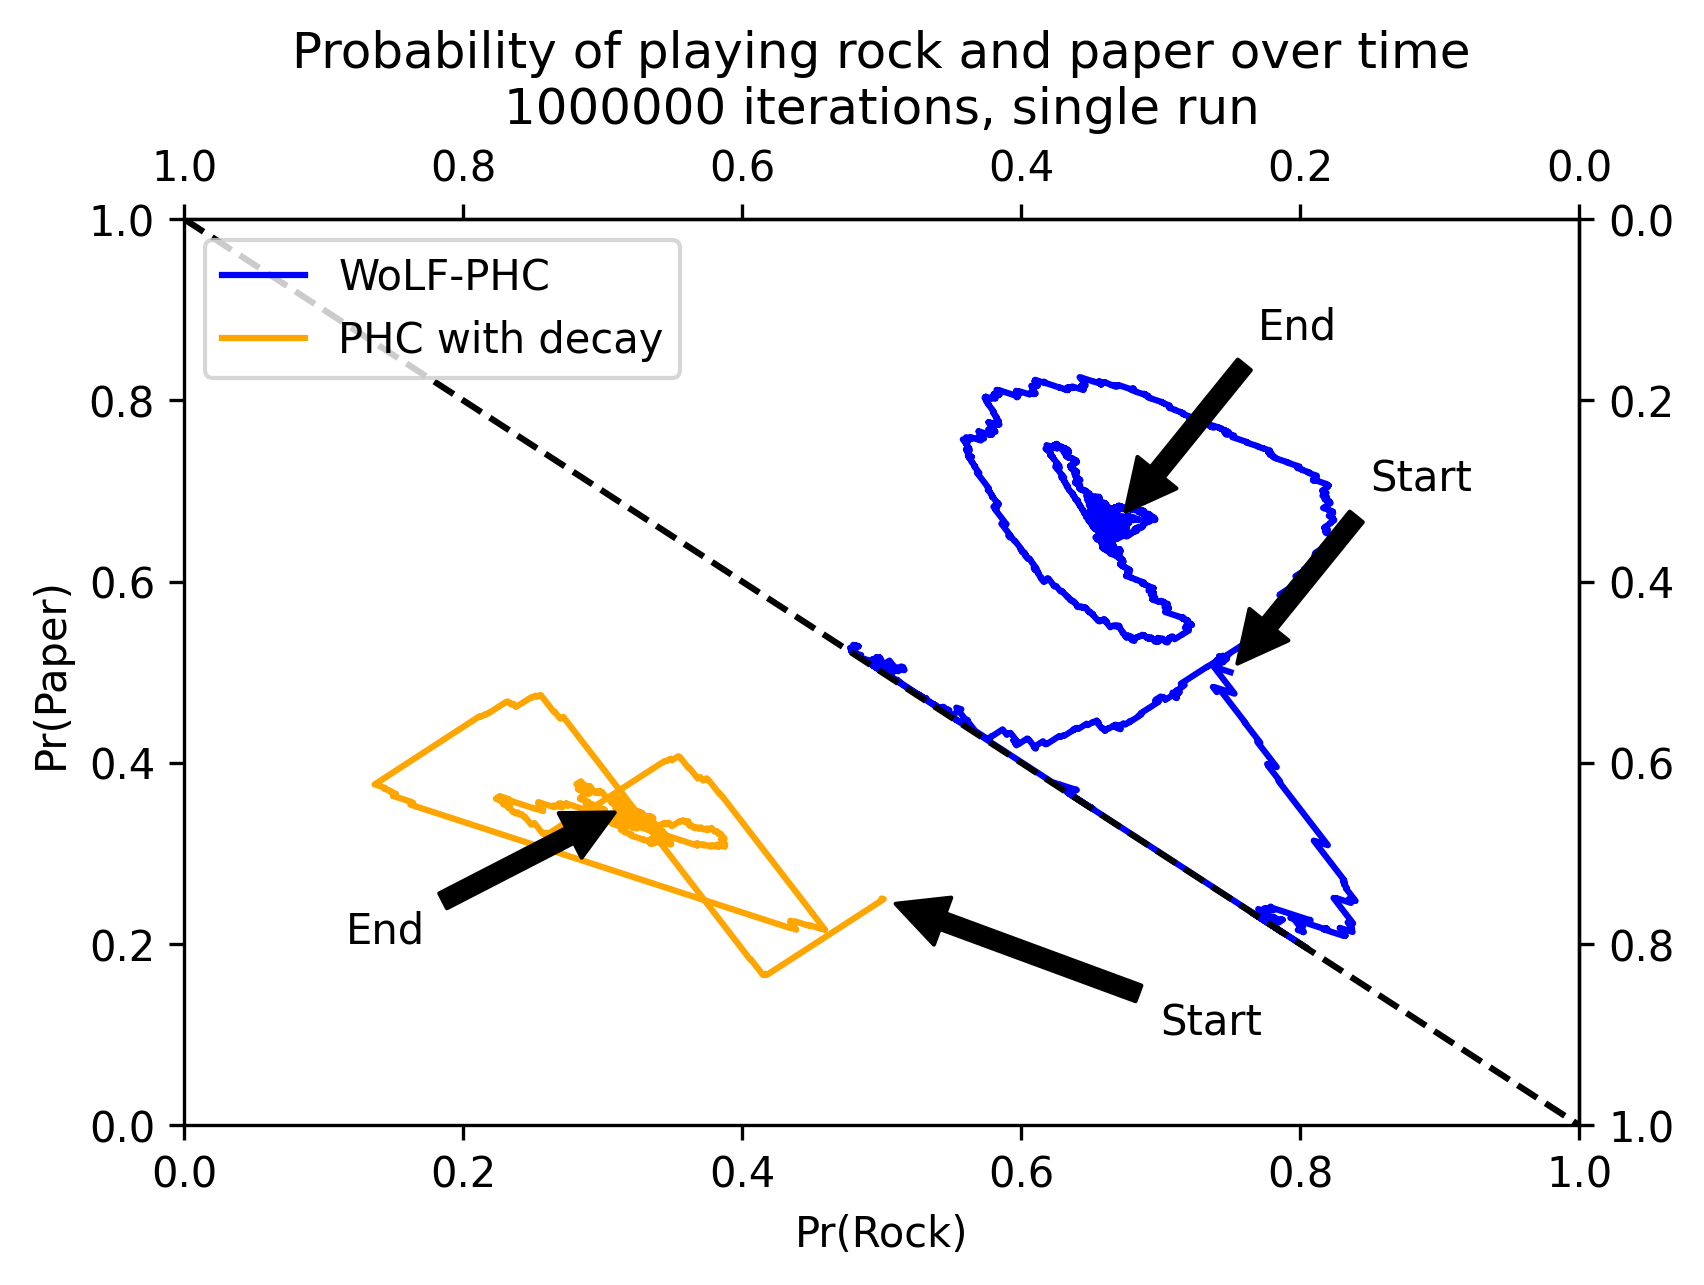 Probability of playing rock and paper over time
1000000 iterations, single run
1.0 0.8 0.6 0.4 0.2 0.0
1.0 0.0
WoLF-PHC
PHC with decay
End
0.8 0.2
Start
0.6 0.4
Pr(Paper)
0.4 0.6
End
0.2 0.8
Start
0.0 1.0
0.0 0.2 0.4 0.6 0.8 1.0
Pr(Rock)